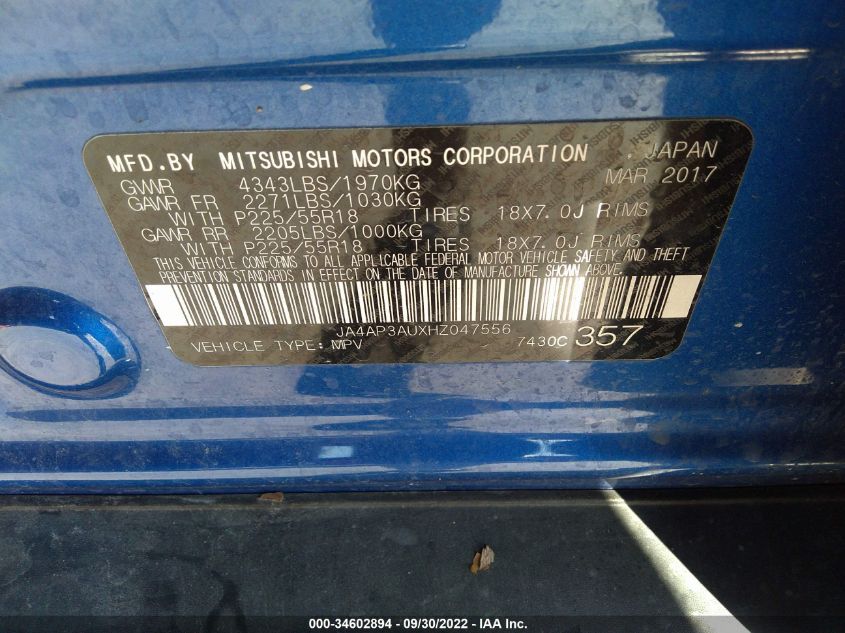 MFD.BY MITSUBISHI MOTORS CORPORATION , JAPAN
GVWR 4343LBS/1970KG MAR 2017
GAWR FR 2271LBS/1030KG
WITH P225/55R18 TIRES 18X7.0J RIMS
GAWR RR 2205LBS/1000KG
WITH P225/55R18 TIRES 18X7.0J RIMS
THIS VEHICLE CONFORMS TO ALL APPLICABLE FEDERAL MOTOR VEHICLE SAFETY AND THEFT
PREVENTION STANDARDS IN EFFECT ON THE DATE OF MANUFACTURE SHOWN ABOVE.
JA4AP3AUXHZ047556
VEHICLE TYPE: MPV 7430C 357
000-34602894 — 09/30/2022 — IAA Inc.